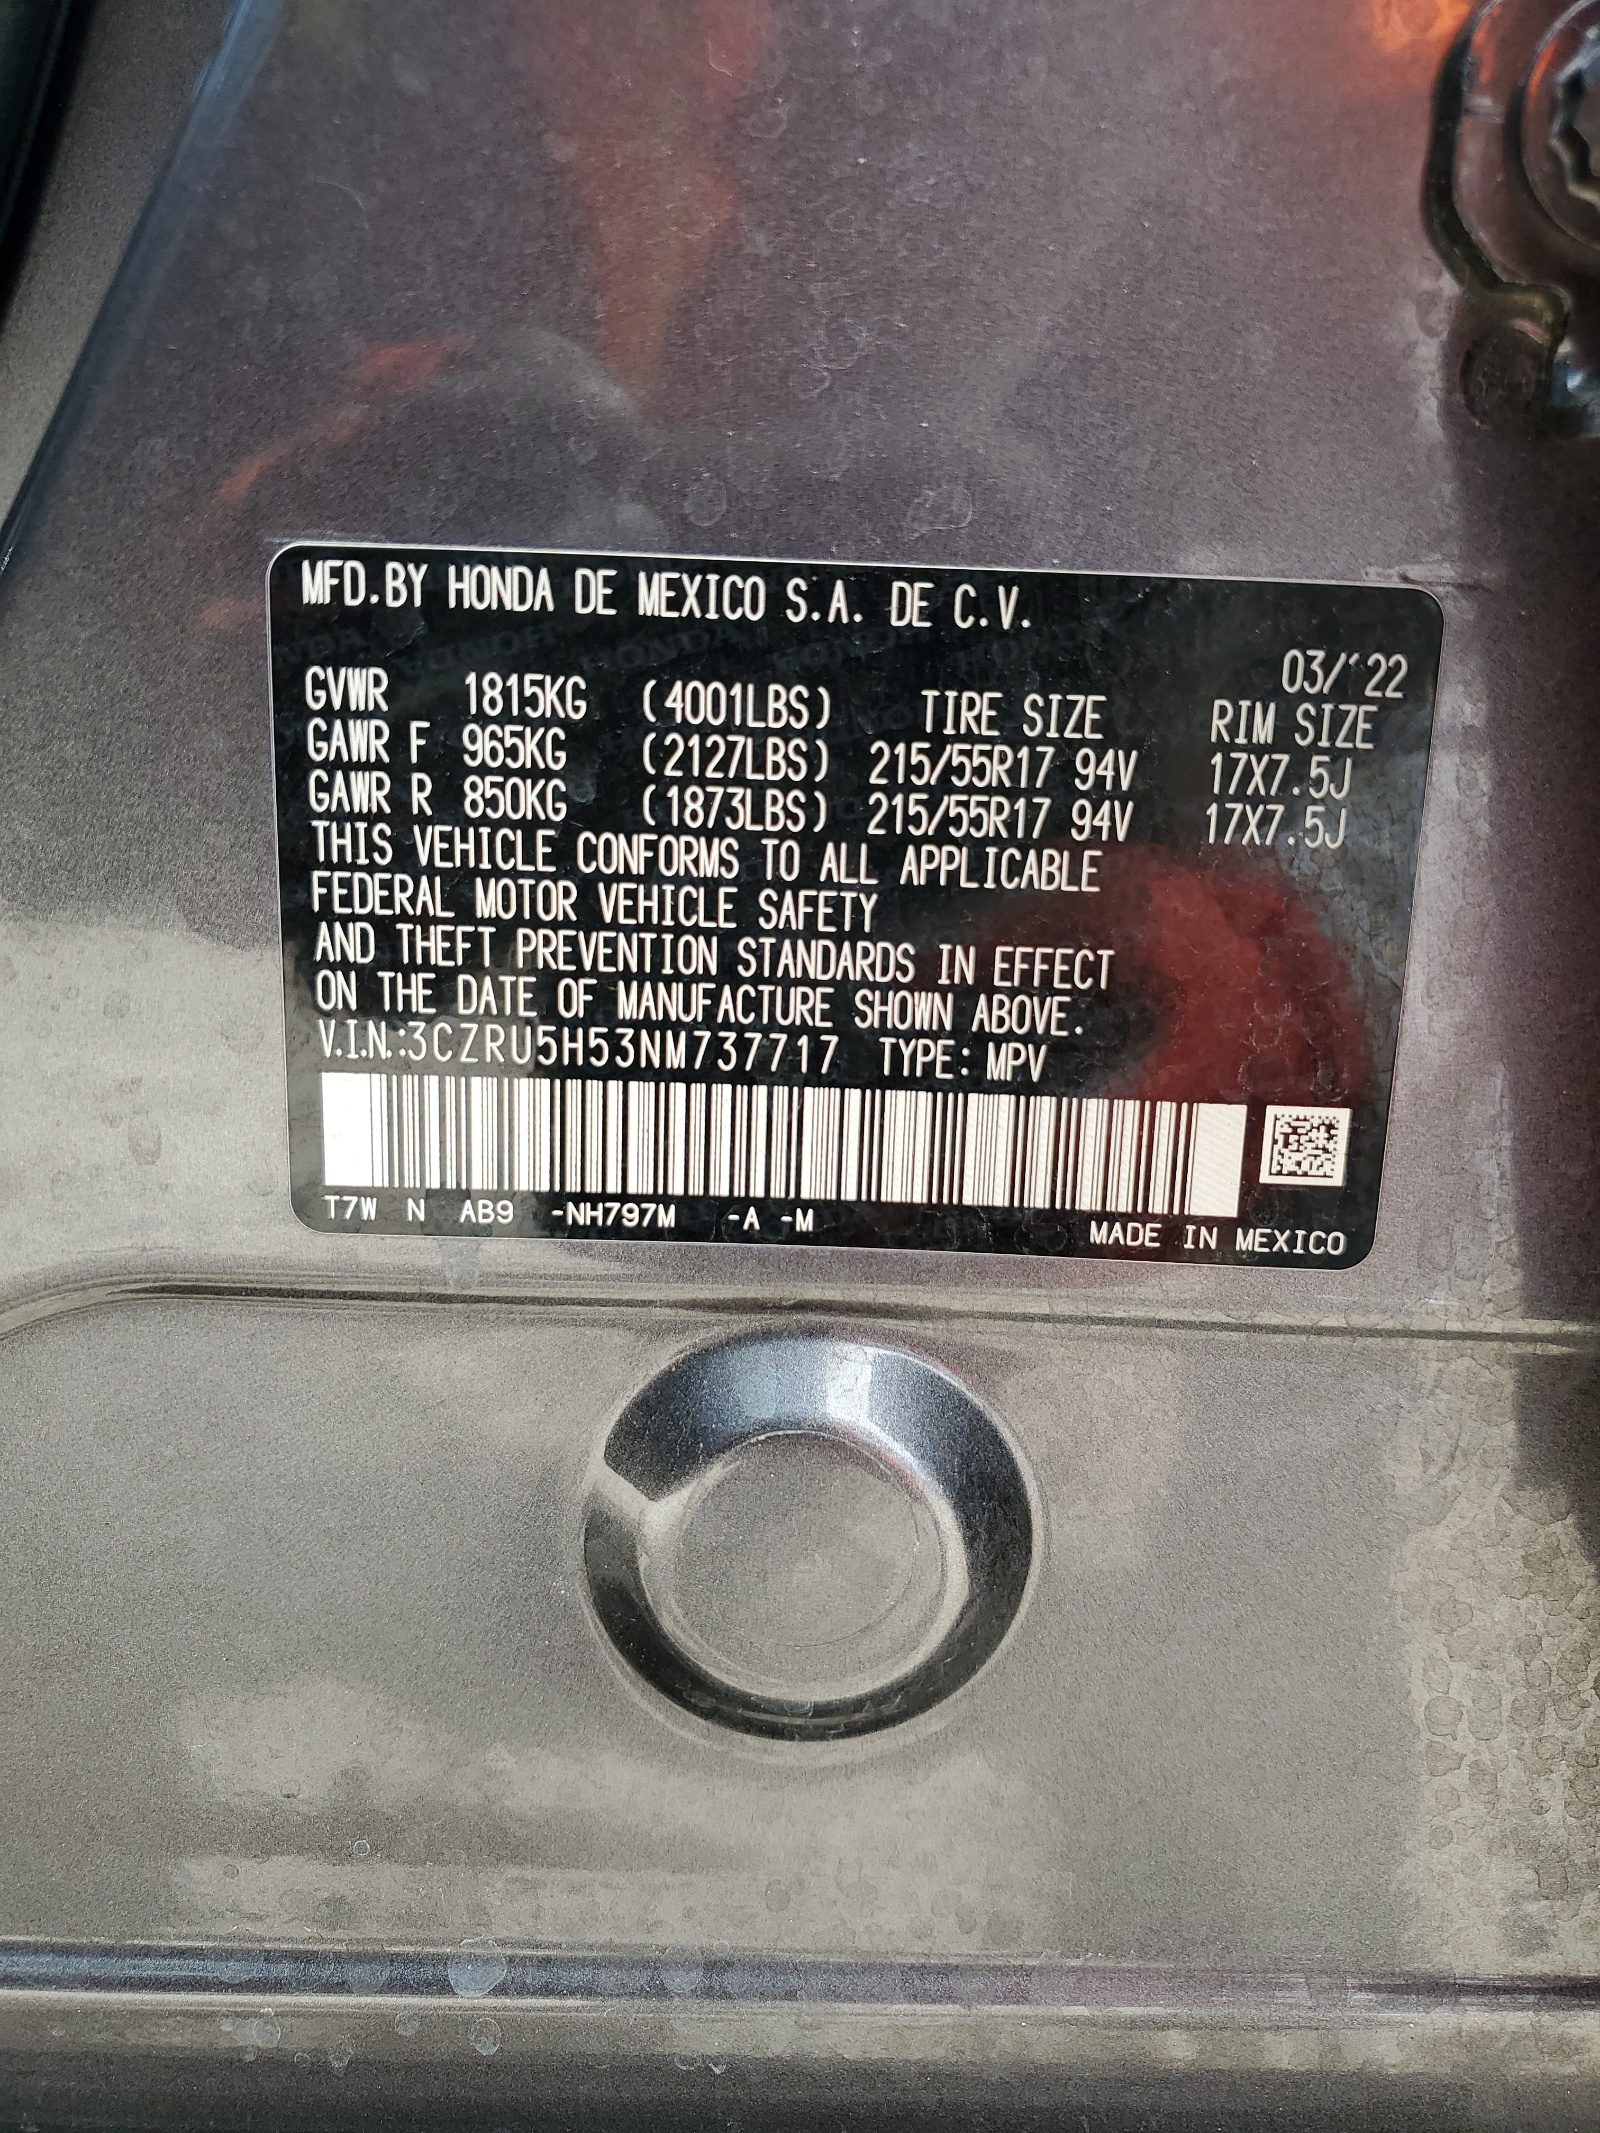 MFD.BY HONDA DE MEXICO S.A. DE C.V.
03/'22
GVWR 1815KG (4001LBS) TIRE SIZE RIM SIZE
GAWR F 965KG (2127LBS) 215/55R17 94V 17X7.5J
GAWR R 850KG (1873LBS) 215/55R17 94V 17X7.5J
THIS VEHICLE CONFORMS TO ALL APPLICABLE
FEDERAL MOTOR VEHICLE SAFETY
AND THEFT PREVENTION STANDARDS IN EFFECT
ON THE DATE OF MANUFACTURE SHOWN ABOVE.
V.I.N.:3CZRU5H53NM737717 TYPE: MPV
T7W N AB9 -NH797M -A -M MADE IN MEXICO